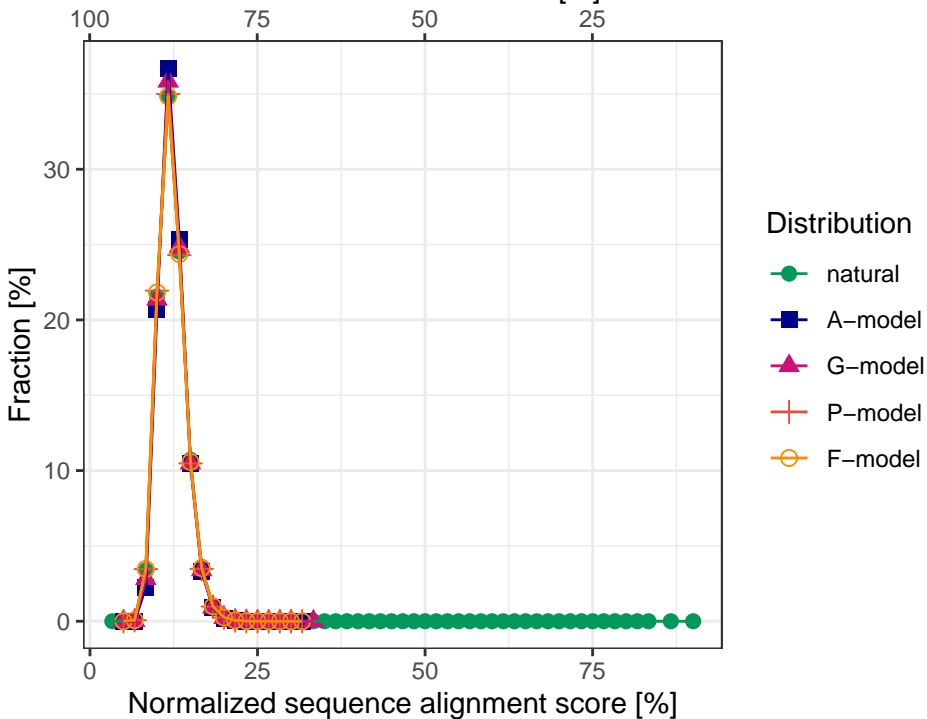 100 75 50 25
Fraction [%]
30
20
10
0
0 25 50 75
Normalized sequence alignment score [%]
Distribution
natural
A−model
G−model
P−model
F−model